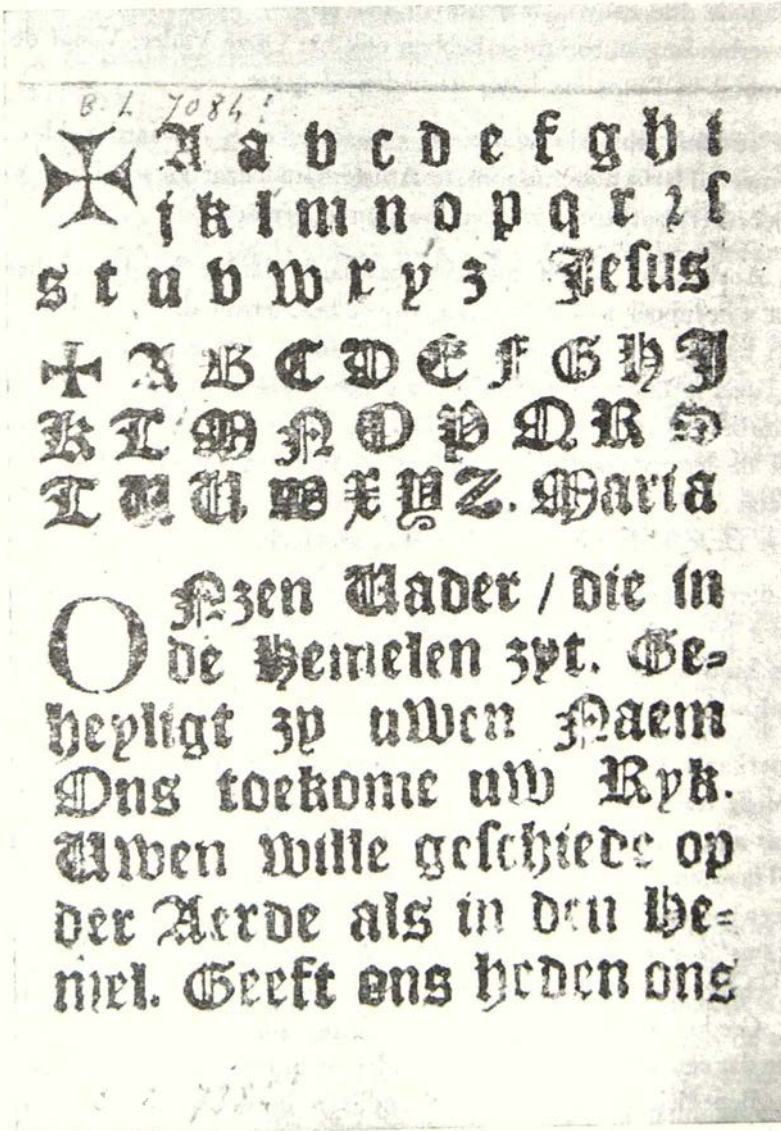 B L 7084
✠ A a b c d e f g h i
j k l m n o p q r ꝛ ſ
s t u v w x ý z Jeſus
✠ A B C D E F G H J
K L M N O P Q R S
T V U W X Y Z. Maria
ONzen Vader / die in
de Hemelen zyt. Ge⸗
heyligt zy uwen Naem
Ons toekome uw Ryk.
Uwen wille geſchiede op
der Aerde als in den He⸗
mel. Geeft ons heden ons